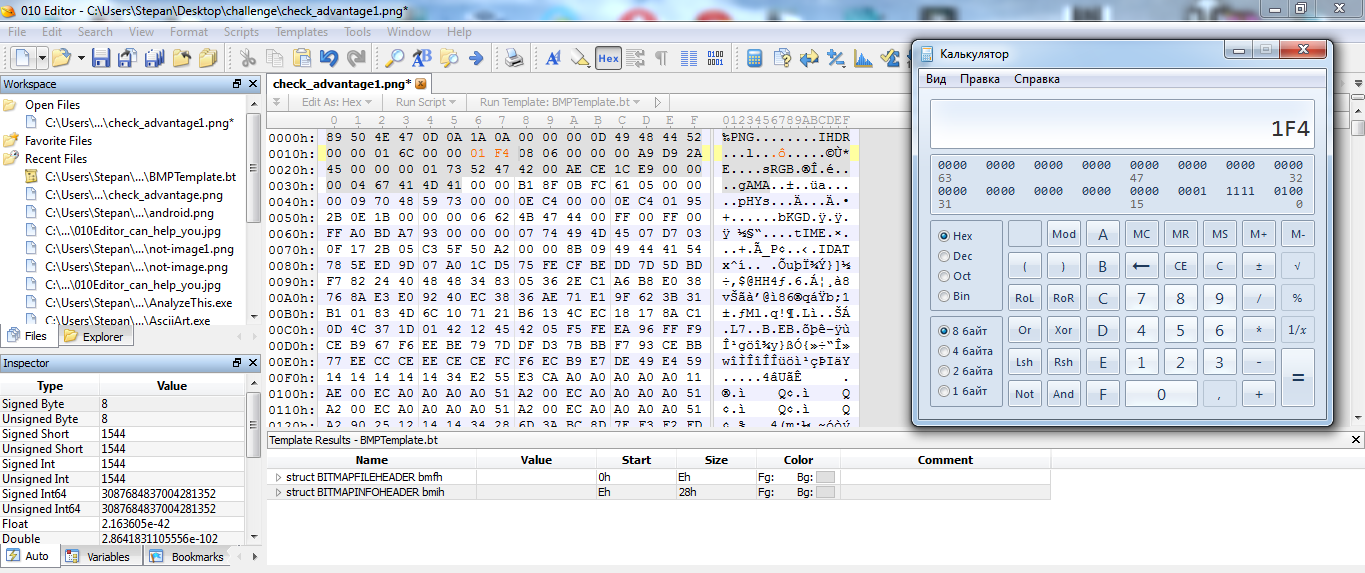 010 Editor - C:\Users\Stepan\Desktop\challenge\check_advantage1.png*
File Edit Search View Format Scripts Templates Tools Window Help
Workspace
Open Files
C:\Users\...\check_advantage1.png*
Favorite Files
Recent Files
C:\Users\Stepan\...\BMPTemplate.bt
C:\Users\...\check_advantage.png
C:\Users\Stepan\...\android.png
C:\...\010Editor_can_help_you.jpg
C:\Users\Stepan\...\not-image1.png
C:\Users\Stepan\...\not-image.png
C:\...\010Editor_can_help_you.jpg
C:\Users\Stepan\...\AnalyzeThis.exe
C:\Users\Stepan\...\AsciiArt.exe
Files Explorer
Inspector
Type Value
Signed Byte 8
Unsigned Byte 8
Signed Short 1544
Unsigned Short 1544
Signed Int 1544
Unsigned Int 1544
Signed Int64 3087684837004281352
Unsigned Int64 3087684837004281352
Float 2.163605e-42
Double 2.8641831105556e-102
Auto Variables Bookmarks
check_advantage1.png*
Edit As: Hex Run Script Run Template: BMPTemplate.bt
0 1 2 3 4 5 6 7 8 9 A B C D E F 0123456789ABCDEF
0000h: 89 50 4E 47 0D 0A 1A 0A 00 00 00 0D 49 48 44 52 ‰PNG........IHDR
0010h: 00 00 01 6C 00 00 01 F4 08 06 00 00 00 A9 D9 2A ...l...ô.....©Ù*
0020h: 45 00 00 00 01 73 52 47 42 00 AE CE 1C E9 00 00 E....sRGB.®Î.é..
0030h: 00 04 67 41 4D 41 00 00 B1 8F 0B FC 61 05 00 00 ..gAMA..±..üa...
0040h: 00 09 70 48 59 73 00 00 0E C4 00 00 0E C4 01 95 ..pHYs...Ä...Ä.•
0050h: 2B 0E 1B 00 00 00 06 62 4B 47 44 00 FF 00 FF 00 +......bKGD.ÿ.ÿ.
0060h: FF A0 BD A7 93 00 00 00 07 74 49 4D 45 07 D7 03 ÿ ½§“....tIME.×.
0070h: 0F 17 2B 05 C3 5F 50 A2 00 00 8B 09 49 44 41 54 ..+.Ã_P¢..‹.IDAT
0080h: 78 5E ED 9D 07 A0 1C D5 75 FE CF BE DD 7D 5D BD x^í.. .ÕuþÏ¾Ý}]½
0090h: F7 82 24 40 48 48 34 83 05 36 2E C1 A6 B8 E0 38 ÷‚$@HH4ƒ.6.Á¦¸à8
00A0h: 76 8A E3 E0 92 40 EC 38 36 AE 71 E1 9F 62 3B 31 vŠãà’@ì86®qáŸb;1
00B0h: B1 01 83 4D 6C 10 71 21 B6 13 4C EC 18 17 8A C1 ±.ƒMl.q!¶.Lì..ŠÁ
00C0h: 0D 4C 37 1D 01 42 12 45 42 05 F5 FE EA 96 FF F9 .L7..B.EB.õþê–ÿù
00D0h: CE B9 67 F6 EE BE 79 7D DF D3 7B BB F7 93 CE BB Î¹göî¾y}ßÓ{»÷“Î»
00E0h: 77 EE CC CE EE CE CE FC F6 EC B9 E7 DE 49 E4 59 wîÌÎîÎÎüöì¹çÞIäY
00F0h: 14 14 14 14 14 34 E2 55 E3 CA A0 A0 A0 A0 A0 11 .....4âUãÊ     .
0100h: AE 00 EC A0 A0 A0 A0 51 A2 00 EC A0 A0 A0 A0 51 ®.ì    Q¢.ì    Q
0110h: A2 00 EC A0 A0 A0 A0 51 A2 00 EC A0 A0 A0 A0 51 ¢.ì    Q¢.ì    Q
Template Results - BMPTemplate.bt
Name Value Start Size Color Comment
struct BITMAPFILEHEADER bmfh 0h Eh Fg: Bg:
struct BITMAPINFOHEADER bmih Eh 28h Fg: Bg:
Калькулятор
Вид Правка Справка
1F4
0000 0000 0000 0000 0000 0000 0000 0000
63 47 32
0000 0000 0000 0000 0000 0001 1111 0100
31 15 0
Hex Mod A MC MR MS M+ M-
Dec ( ) B ← CE C ± √
Oct
Bin RoL RoR C 7 8 9 / %
8 байт Or Xor D 4 5 6 * 1/x
4 байта Lsh Rsh E 1 2 3 - =
2 байта
1 байт Not And F 0 , +